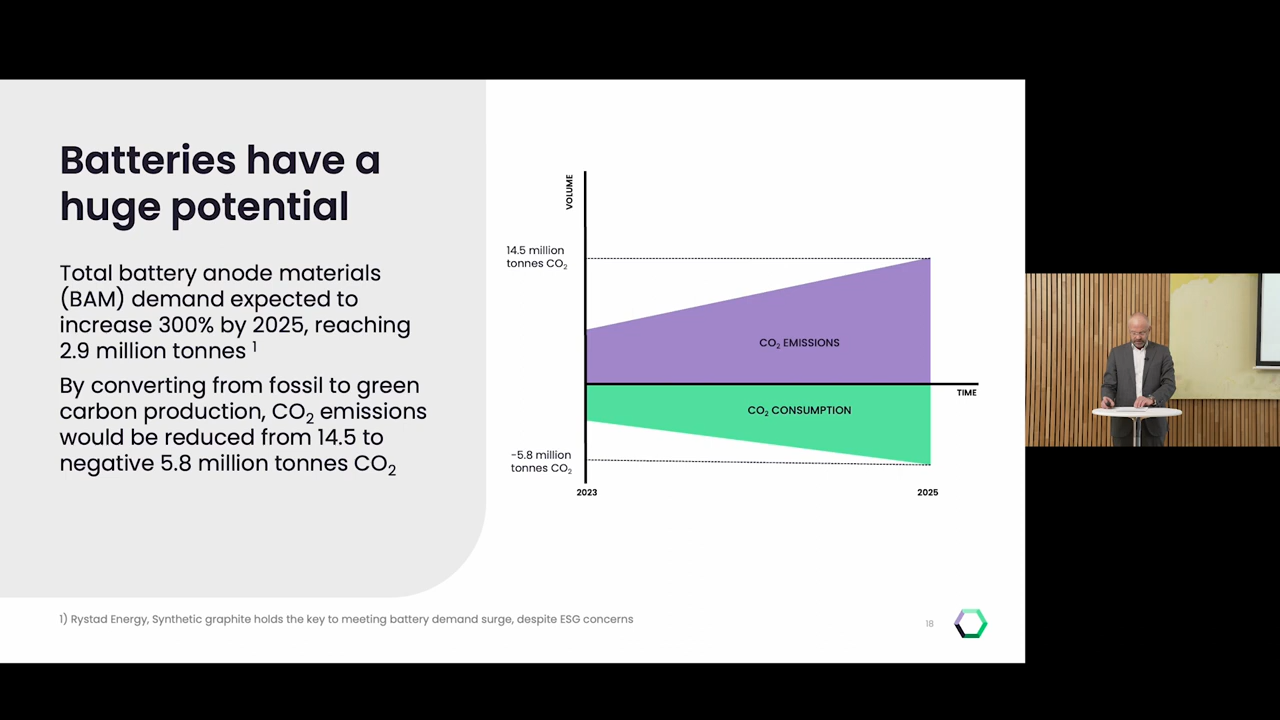 Batteries have a
huge potential
Total battery anode materials
(BAM) demand expected to
increase 300% by 2025, reaching
2.9 million tonnes ¹
By converting from fossil to green
carbon production, CO₂ emissions
would be reduced from 14.5 to
negative 5.8 million tonnes CO₂
VOLUME
14.5 million
tonnes CO₂
CO₂ EMISSIONS
TIME
CO₂ CONSUMPTION
-5.8 million
tonnes CO₂
2023
2025
1) Rystad Energy, Synthetic graphite holds the key to meeting battery demand surge, despite ESG concerns
18